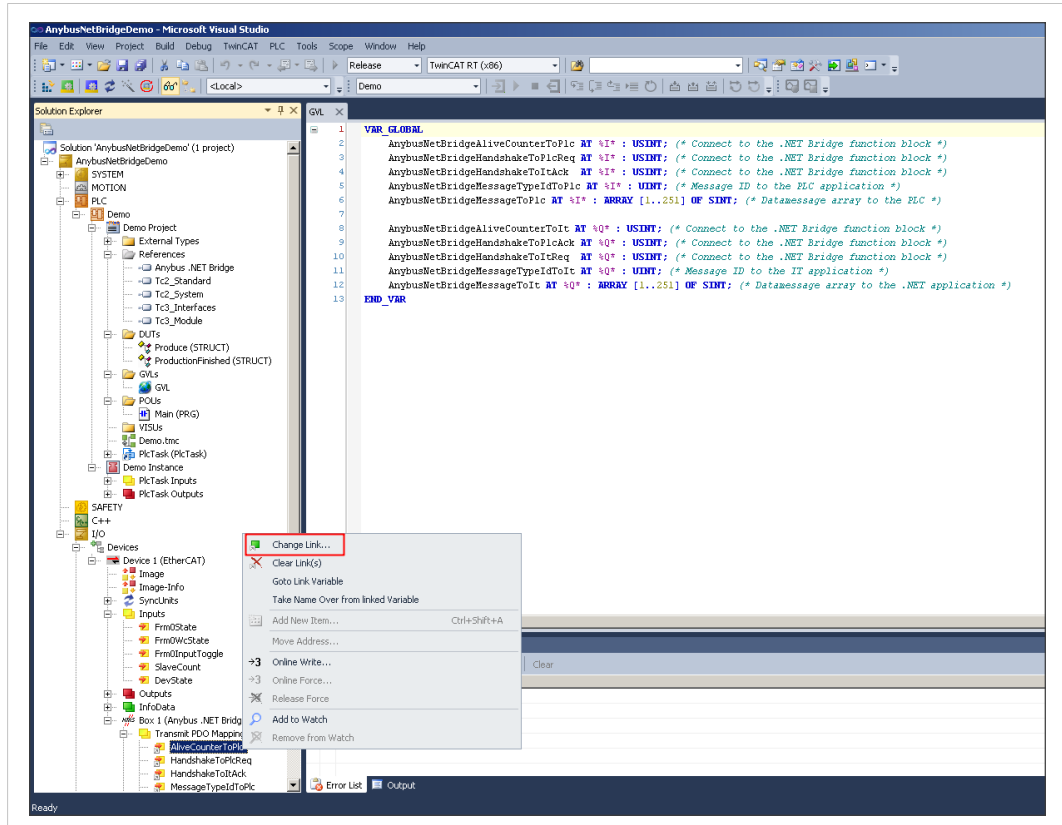 AnybusNetBridgeDemo - Microsoft Visual Studio
File Edit View Project Build Debug TwinCAT PLC Tools Scope Window Help
Release TwinCAT RT (x86)
<Local> Demo
Solution Explorer
GVL
Solution 'AnybusNetBridgeDemo' (1 project)
AnybusNetBridgeDemo
SYSTEM
MOTION
PLC
Demo
Demo Project
External Types
References
Anybus .NET Bridge
Tc2_Standard
Tc2_System
Tc3_Interfaces
Tc3_Module
DUTs
Produce (STRUCT)
ProductionFinished (STRUCT)
GVLs
GVL
POUs
Main (PRG)
VISUs
Demo.tmc
PlcTask (PlcTask)
Demo Instance
PlcTask Inputs
PlcTask Outputs
SAFETY
C++
I/O
Devices
Device 1 (EtherCAT)
Image
Image-Info
SyncUnits
Inputs
Frm0State
Frm0WcState
Frm0InputToggle
SlaveCount
DevState
Outputs
InfoData
Box 1 (Anybus .NET Bridg
Transmit PDO Mapping
AliveCounterToPlc
HandshakeToPlcReq
HandshakeToItAck
MessageTypeIdToPlc
1 VAR_GLOBAL
2 AnybusNetBridgeAliveCounterToPlc AT %I* : USINT; (* Connect to the .NET Bridge function block *)
3 AnybusNetBridgeHandshakeToPlcReq AT %I* : USINT; (* Connect to the .NET Bridge function block *)
4 AnybusNetBridgeHandshakeToItAck AT %I* : USINT; (* Connect to the .NET Bridge function block *)
5 AnybusNetBridgeMessageTypeIdToPlc AT %I* : UINT; (* Message ID to the PLC application *)
6 AnybusNetBridgeMessageToPlc AT %I* : ARRAY [1..251] OF SINT; (* Datamessage array to the PLC *)
7
8 AnybusNetBridgeAliveCounterToIt AT %Q* : USINT; (* Connect to the .NET Bridge function block *)
9 AnybusNetBridgeHandshakeToPlcAck AT %Q* : USINT; (* Connect to the .NET Bridge function block *)
10 AnybusNetBridgeHandshakeToItReq AT %Q* : USINT; (* Connect to the .NET Bridge function block *)
11 AnybusNetBridgeMessageTypeIdToIt AT %Q* : UINT; (* Message ID to the IT application *)
12 AnybusNetBridgeMessageToIt AT %Q* : ARRAY [1..251] OF SINT; (* Datamessage array to the .NET application *)
13 END_VAR
Change Link...
Clear Link(s)
Goto Link Variable
Take Name Over from linked Variable
Add New Item... Ctrl+Shift+A
Move Address...
Online Write...
Online Force...
Release Force
Add to Watch
Remove from Watch
Clear
Error List Output
Ready